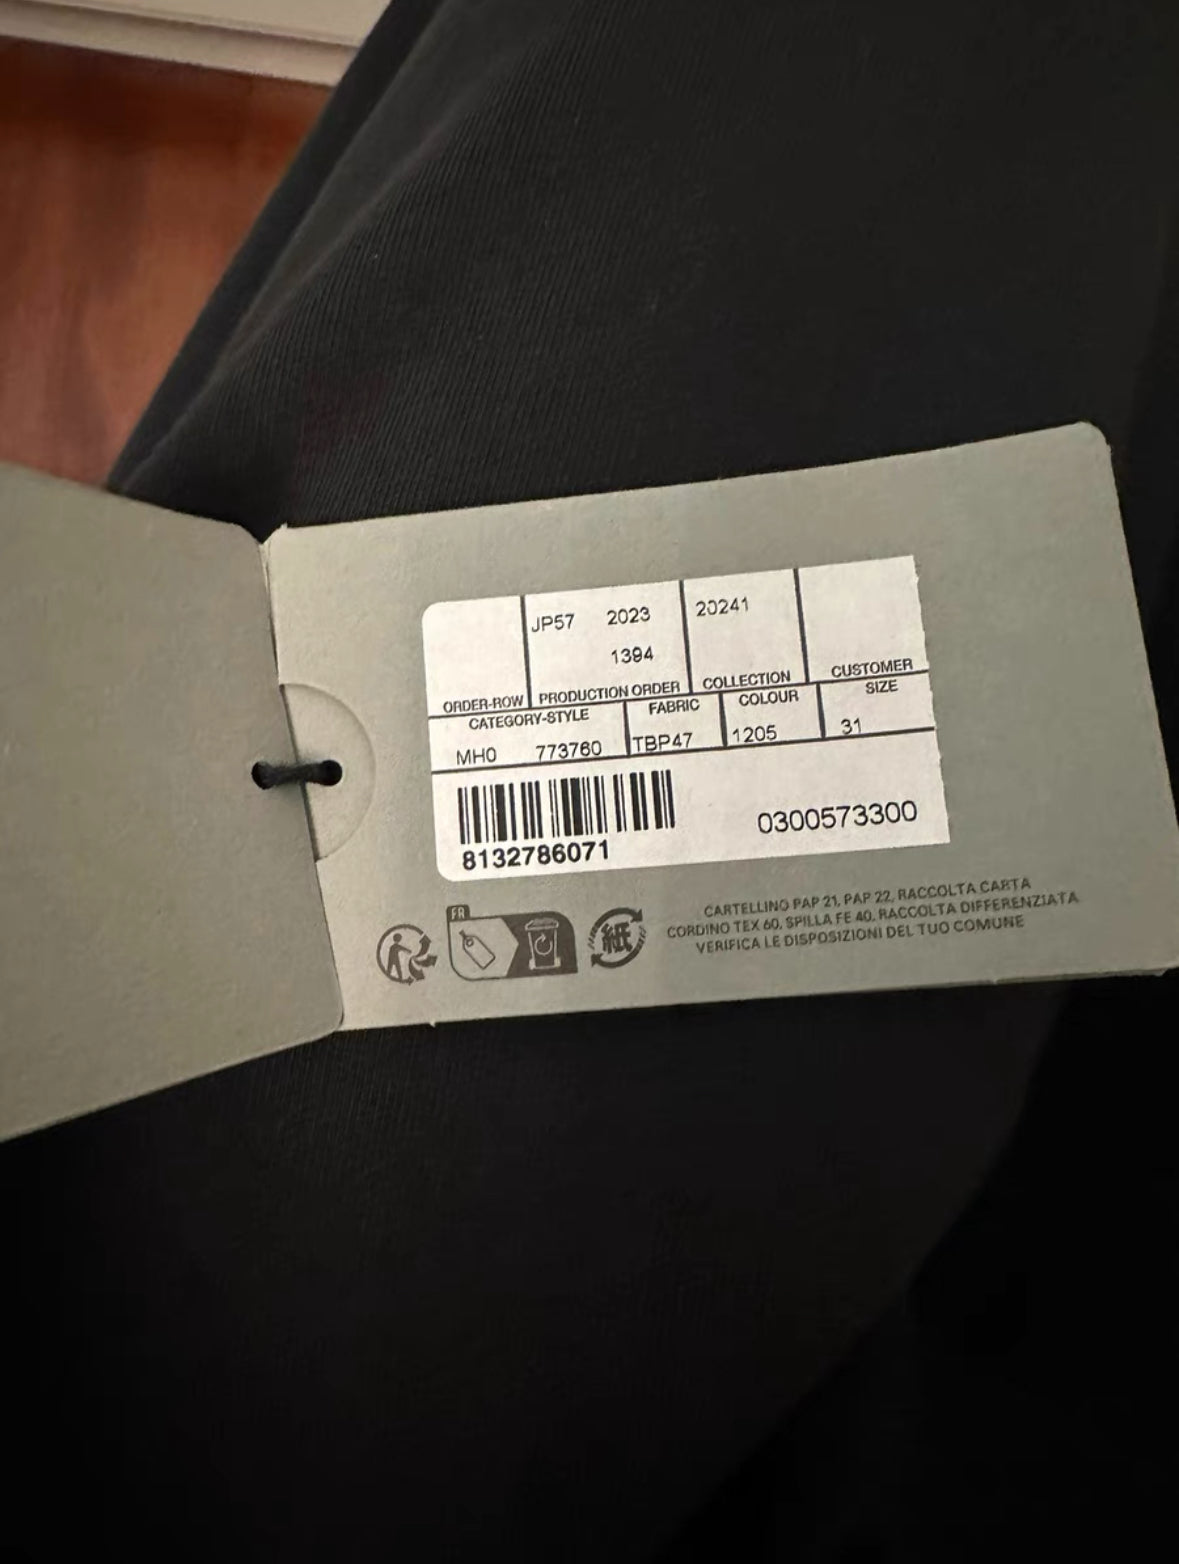 JP57 2023 20241
1394
ORDER-ROW PRODUCTION ORDER COLLECTION CUSTOMER
CATEGORY-STYLE FABRIC COLOUR SIZE
MH0 773760 TBP47 1205 31
8132786071 0300573300
FR
紙
CARTELLINO PAP 21, PAP 22, RACCOLTA CARTA
CORDINO TEX 60, SPILLA FE 40, RACCOLTA DIFFERENZIATA
VERIFICA LE DISPOSIZIONI DEL TUO COMUNE